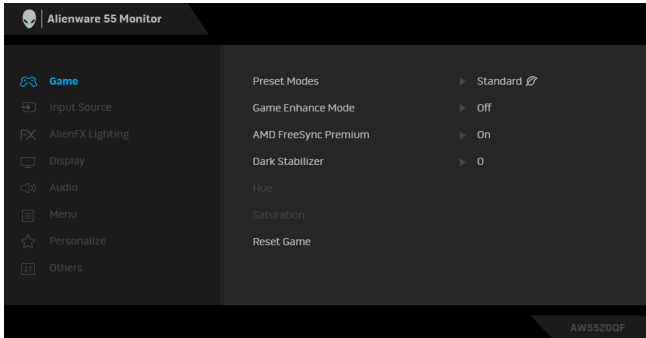 Alienware 55 Monitor
Game
Preset Modes Standard
Input Source
Game Enhance Mode Off
AlienFX Lighting
AMD FreeSync Premium On
Display
Dark Stabilizer 0
Audio
Hue
Menu
Saturation
Personalize
Reset Game
Others
AW5520QF